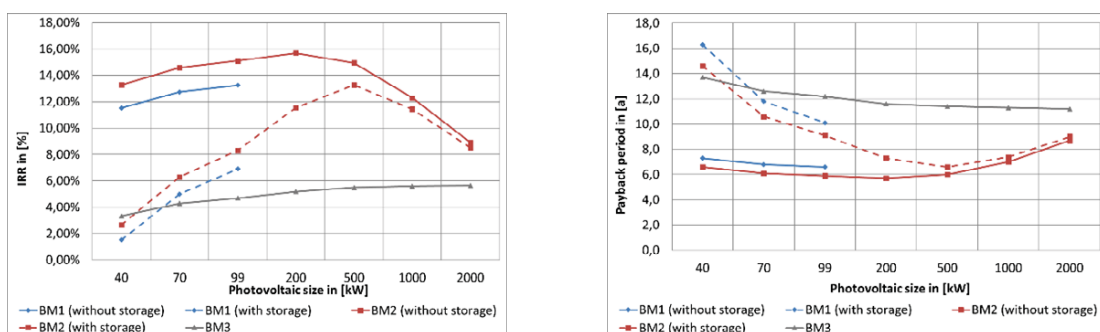 18,00%
16,00%
14,00%
12,00%
10,00%
8,00%
6,00%
4,00%
2,00%
0,00%
IRR in [%]
40 70 99 200 500 1000 2000
Photovoltaic size in [kW]
BM1 (without storage) BM1 (with storage) BM2 (without storage)
BM2 (with storage) BM3
18,0
16,0
14,0
12,0
10,0
8,0
6,0
4,0
2,0
0,0
Payback period in [a]
40 70 99 200 500 1000 2000
Photovoltaic size in [kW]
BM1 (without storage) BM1 (with storage) BM2 (without storage)
BM2 (with storage) BM3